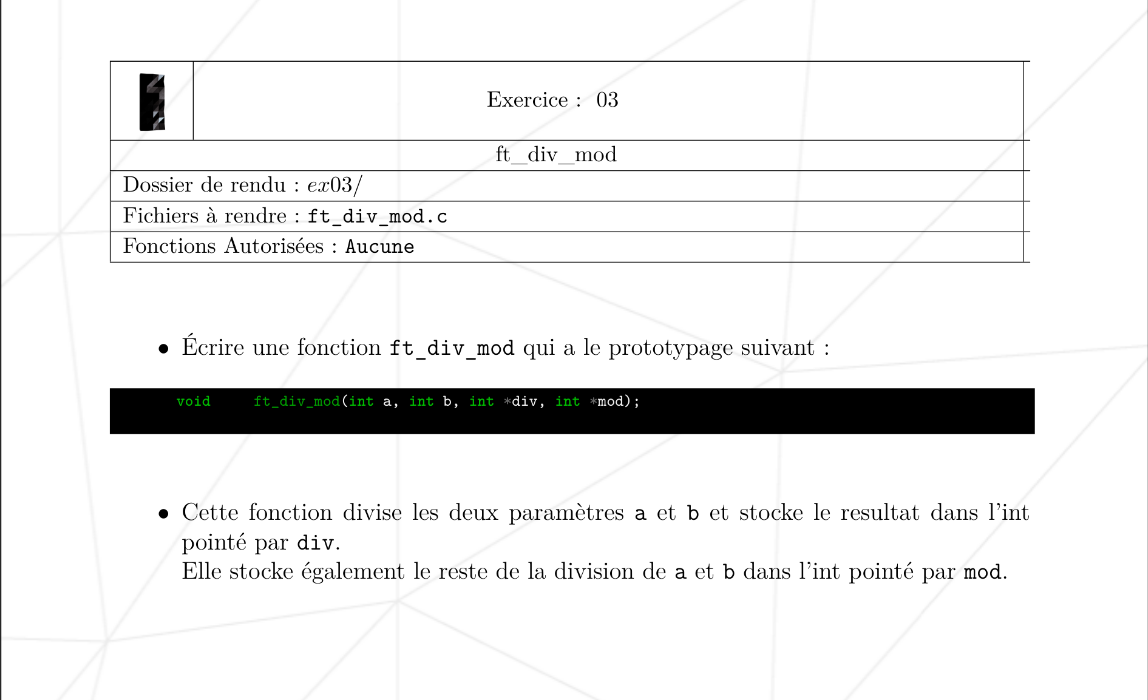 Exercice : 03
ft_div_mod
Dossier de rendu : ex03/
Fichiers à rendre : ft_div_mod.c
Fonctions Autorisées : Aucune
• Écrire une fonction ft_div_mod qui a le prototypage suivant :
void ft_div_mod(int a, int b, int *div, int *mod);
• Cette fonction divise les deux paramètres a et b et stocke le resultat dans l'int
pointé par div.
Elle stocke également le reste de la division de a et b dans l'int pointé par mod.